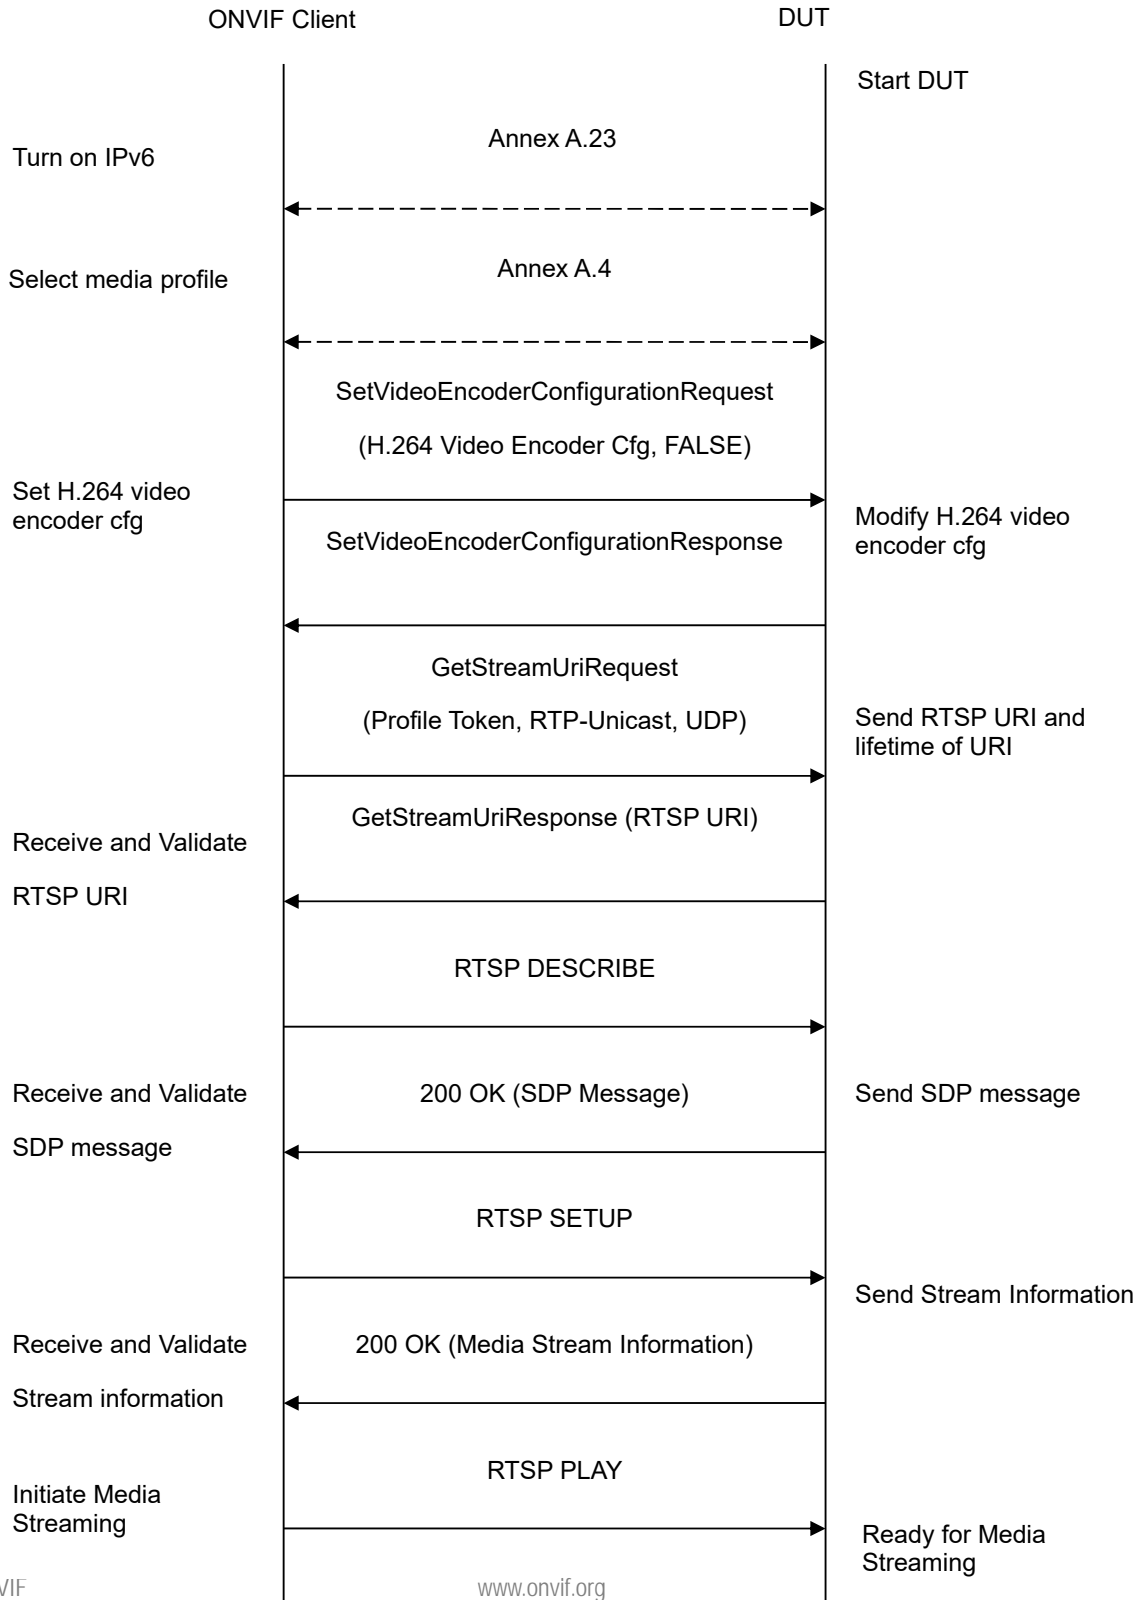 ONVIF Client
DUT
Start DUT
Annex A.23
Turn on IPv6
Annex A.4
Select media profile
SetVideoEncoderConfigurationRequest
(H.264 Video Encoder Cfg, FALSE)
Set H.264 video
encoder cfg
Modify H.264 video
encoder cfg
SetVideoEncoderConfigurationResponse
GetStreamUriRequest
(Profile Token, RTP-Unicast, UDP)
Send RTSP URI and
lifetime of URI
GetStreamUriResponse (RTSP URI)
Receive and Validate
RTSP URI
RTSP DESCRIBE
Receive and Validate
SDP message
200 OK (SDP Message)
Send SDP message
RTSP SETUP
Send Stream Information
Receive and Validate
Stream information
200 OK (Media Stream Information)
RTSP PLAY
Initiate Media
Streaming
Ready for Media
Streaming
www.onvif.org